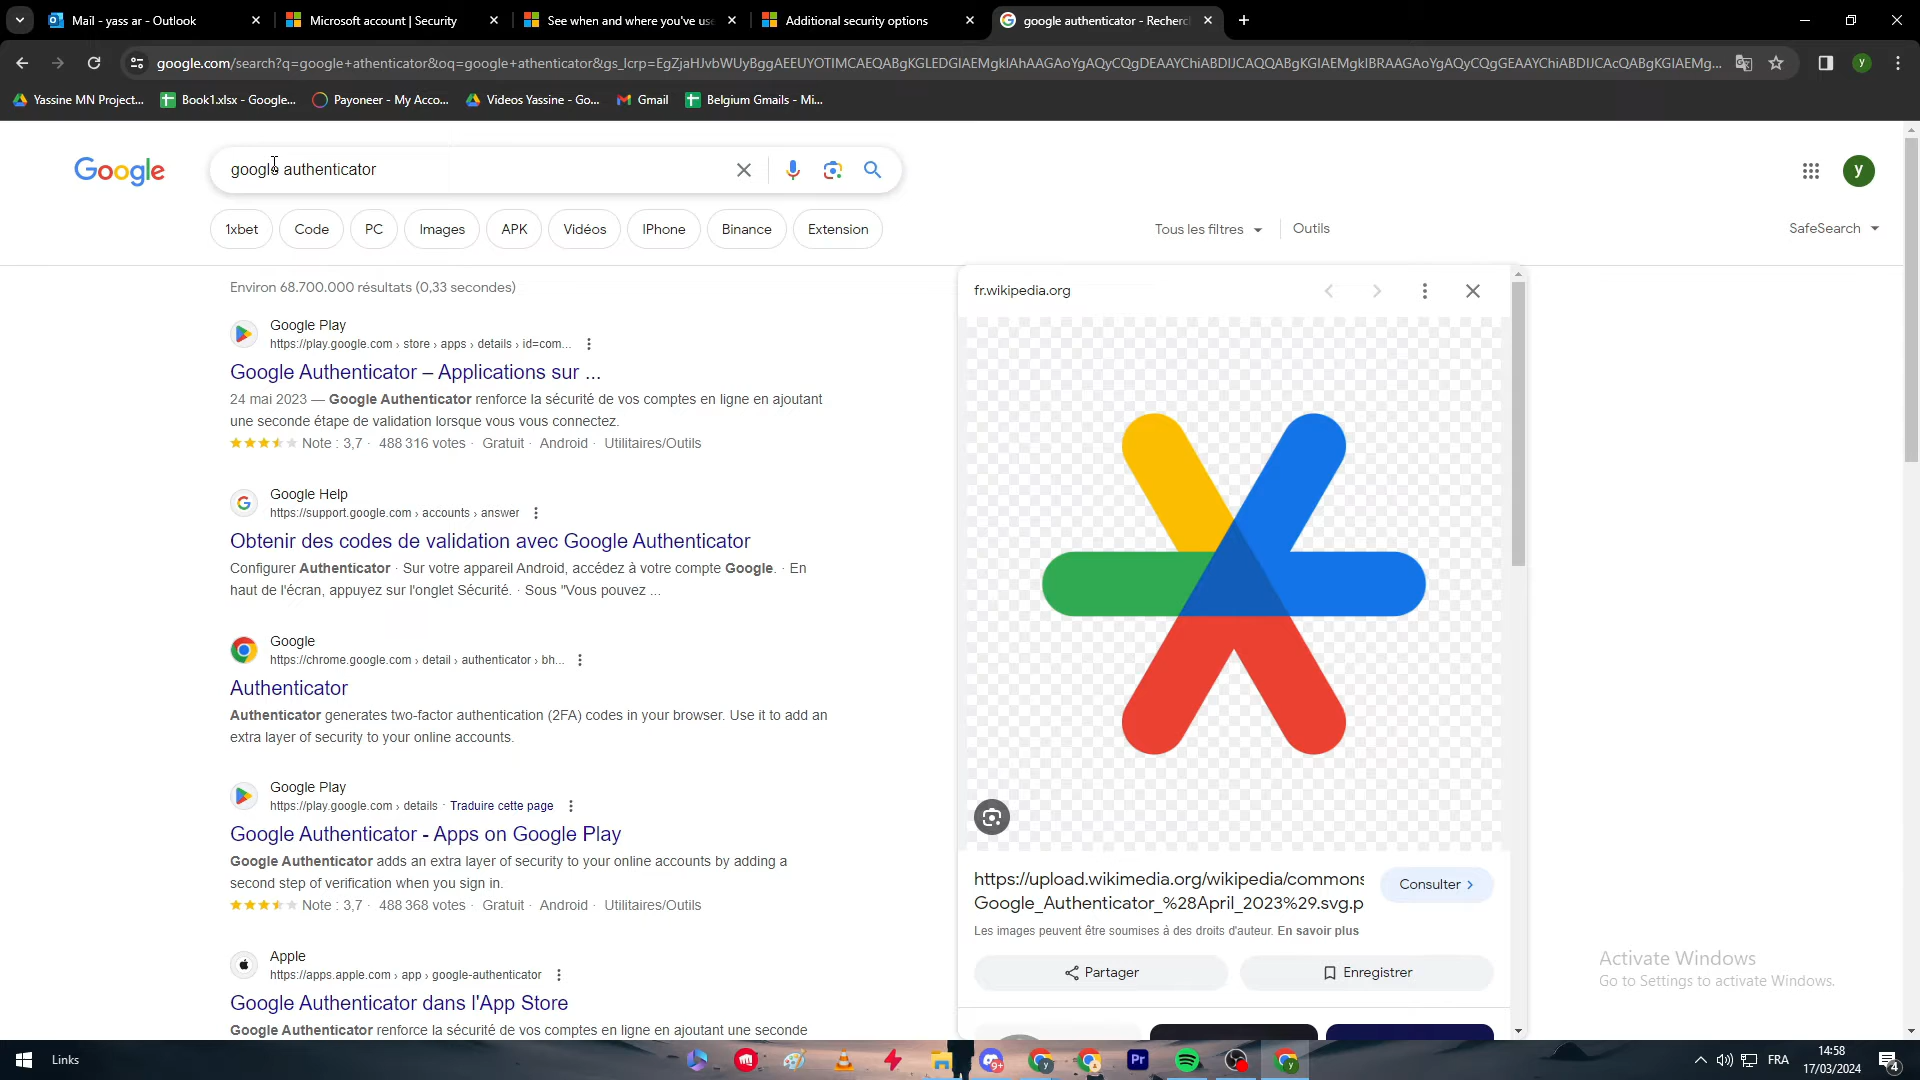 Mail - yass ar - Outlook
Microsoft account | Security
See when and where you've us
Additional security options
google authenticator - Recherc
google.com/search?q=google+athenticator&oq=google+athenticator&gs_lcrp=EgZjaHJvbWUyBggAEEUYOTIMCAEQABgKGLEDGIAEMgkIAhAAGAoYgAQyCQgDEAAYChiABDIJCAQQABgKGIAEMgkIBRAAGAoYgAQyCQgGEAAYChiABDIJCAcQABgKGIAEMg...
Yassine MN Project...
Book1.xlsx - Google...
Payoneer - My Acco...
Videos Yassine - Go...
Gmail
Belgium Gmails - Mi...
Google
google authenticator
y
1xbet
Code
PC
Images
APK
Vidéos
IPhone
Binance
Extension
Tous les filtres
Outils
SafeSearch
Environ 68.700.000 résultats (0,33 secondes)
Google Play
https://play.google.com › store › apps › details › id=com...
Google Authenticator – Applications sur ...
24 mai 2023 — Google Authenticator renforce la sécurité de vos comptes en ligne en ajoutant
une seconde étape de validation lorsque vous vous connectez.
Note : 3,7 · 488 316 votes · Gratuit · Android · Utilitaires/Outils
Google Help
https://support.google.com › accounts › answer
Obtenir des codes de validation avec Google Authenticator
Configurer Authenticator · Sur votre appareil Android, accédez à votre compte Google. · En
haut de l'écran, appuyez sur l'onglet Sécurité. · Sous "Vous pouvez ...
Google
https://chrome.google.com › detail › authenticator › bh...
Authenticator
Authenticator generates two-factor authentication (2FA) codes in your browser. Use it to add an
extra layer of security to your online accounts.
Google Play
https://play.google.com › details · Traduire cette page
Google Authenticator - Apps on Google Play
Google Authenticator adds an extra layer of security to your online accounts by adding a
second step of verification when you sign in.
Note : 3,7 · 488 368 votes · Gratuit · Android · Utilitaires/Outils
Apple
https://apps.apple.com › app › google-authenticator
Google Authenticator dans l'App Store
Google Authenticator renforce la sécurité de vos comptes en ligne en ajoutant une seconde
fr.wikipedia.org
https://upload.wikimedia.org/wikipedia/commons
Google_Authenticator_%28April_2023%29.svg.p
Consulter
Les images peuvent être soumises à des droits d'auteur. En savoir plus
Partager
Enregistrer
Activate Windows
Go to Settings to activate Windows.
Links
9+
Pr
FRA
14:58
17/03/2024
4